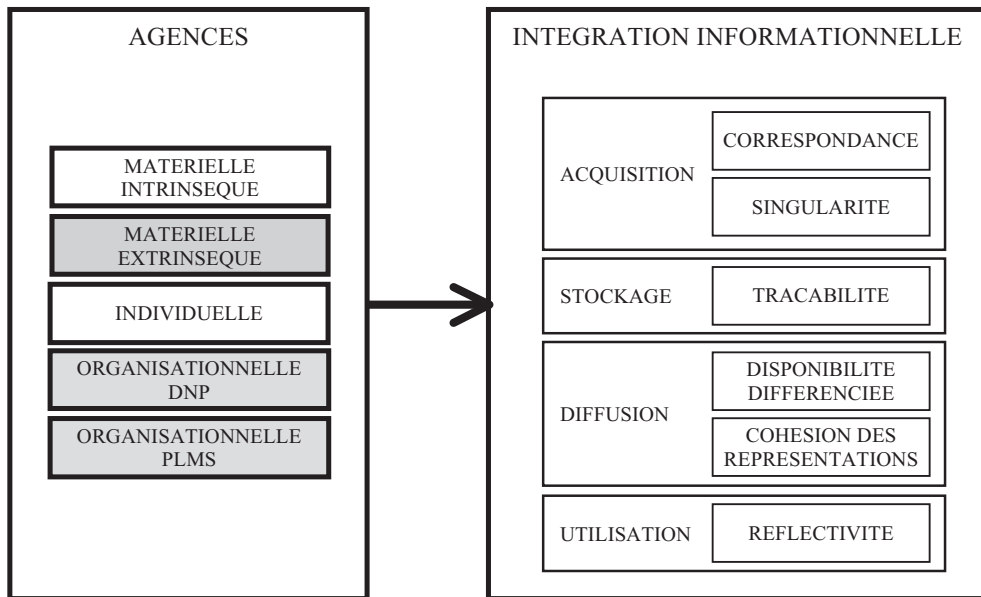 AGENCES
MATERIELLE
INTRINSEQUE
MATERIELLE
EXTRINSEQUE
INDIVIDUELLE
ORGANISATIONNELLE
DNP
ORGANISATIONNELLE
PLMS
INTEGRATION INFORMATIONNELLE
ACQUISITION
CORRESPONDANCE
SINGULARITE
STOCKAGE
TRACABILITE
DIFFUSION
DISPONIBILITE
DIFFERENCIEE
COHESION DES
REPRESENTATIONS
UTILISATION
REFLECTIVITE